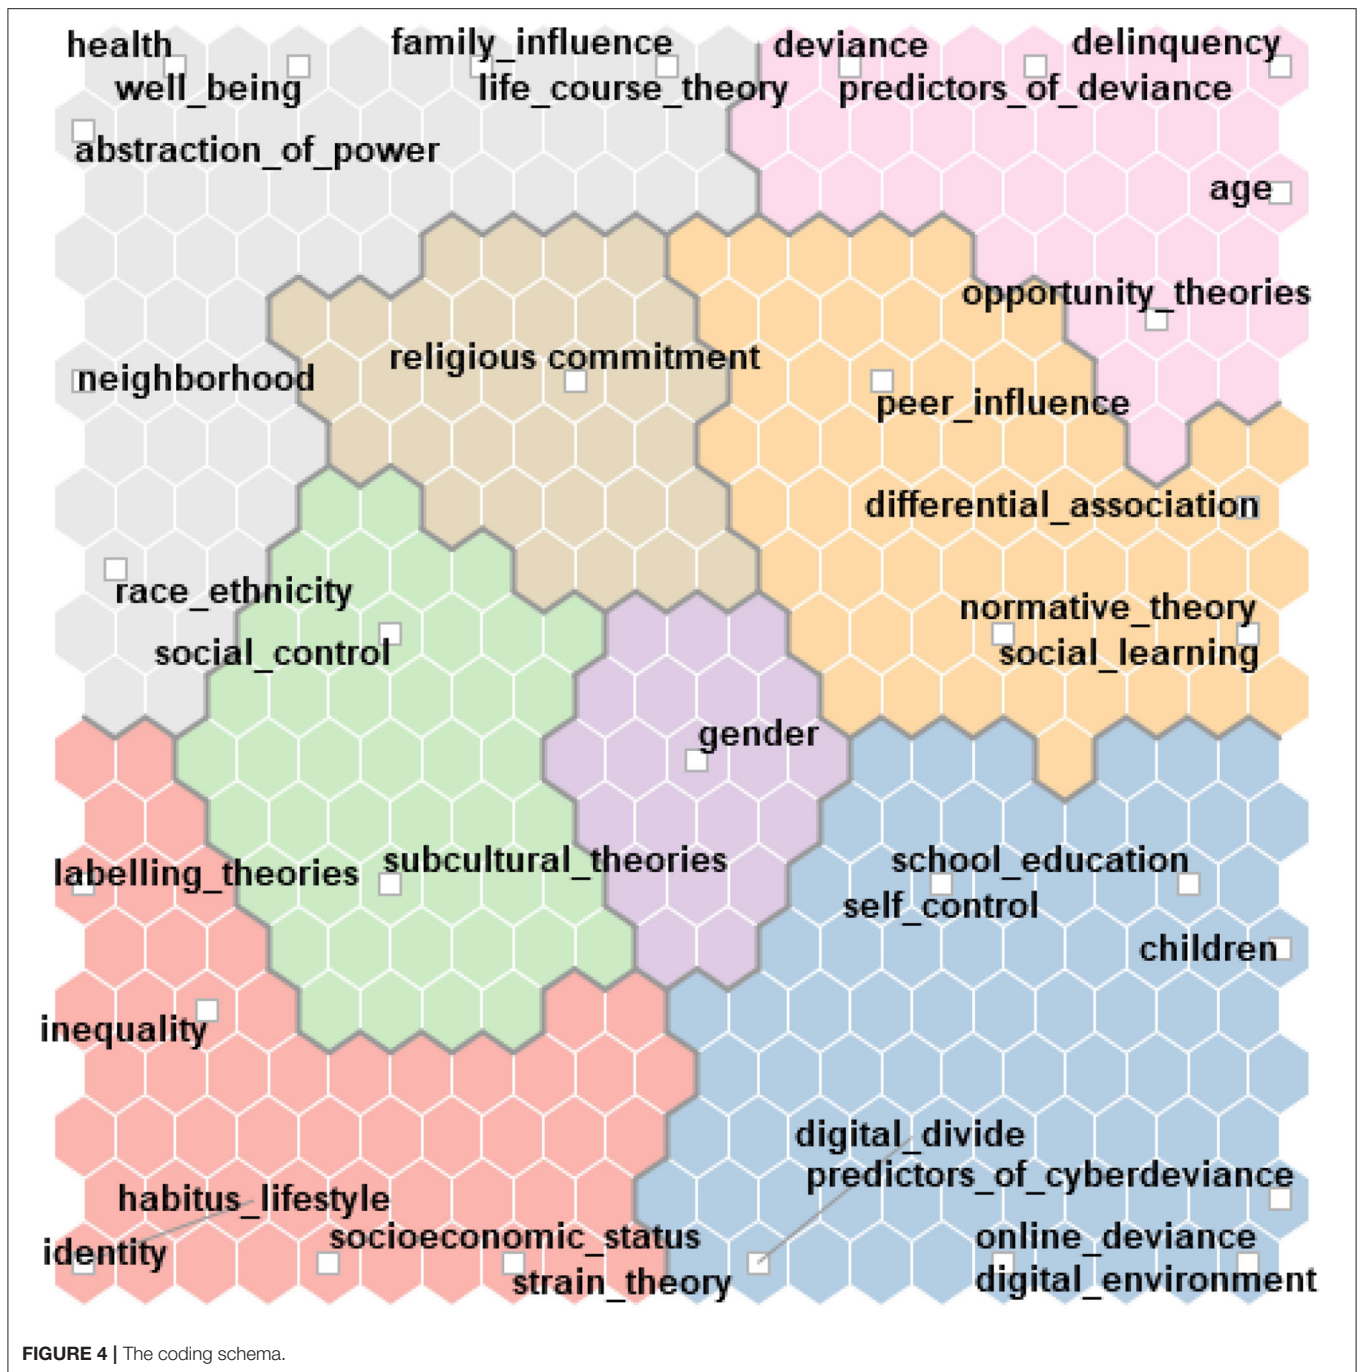 health
family_influence
deviance
delinquency
well_being
life_course_theory
predictors_of_deviance
abstraction_of_power
age
opportunity_theories
religious commitment
neighborhood
peer_influence
differential_association
race_ethnicity
normative_theory
social_control
social_learning
gender
labelling_theories
subcultural_theories
school_education
self_control
children
inequality
digital_divide
predictors_of_cyberdeviance
habitus_lifestyle
identity
socioeconomic_status
online_deviance
strain_theory
digital_environment
FIGURE 4 | The coding schema.